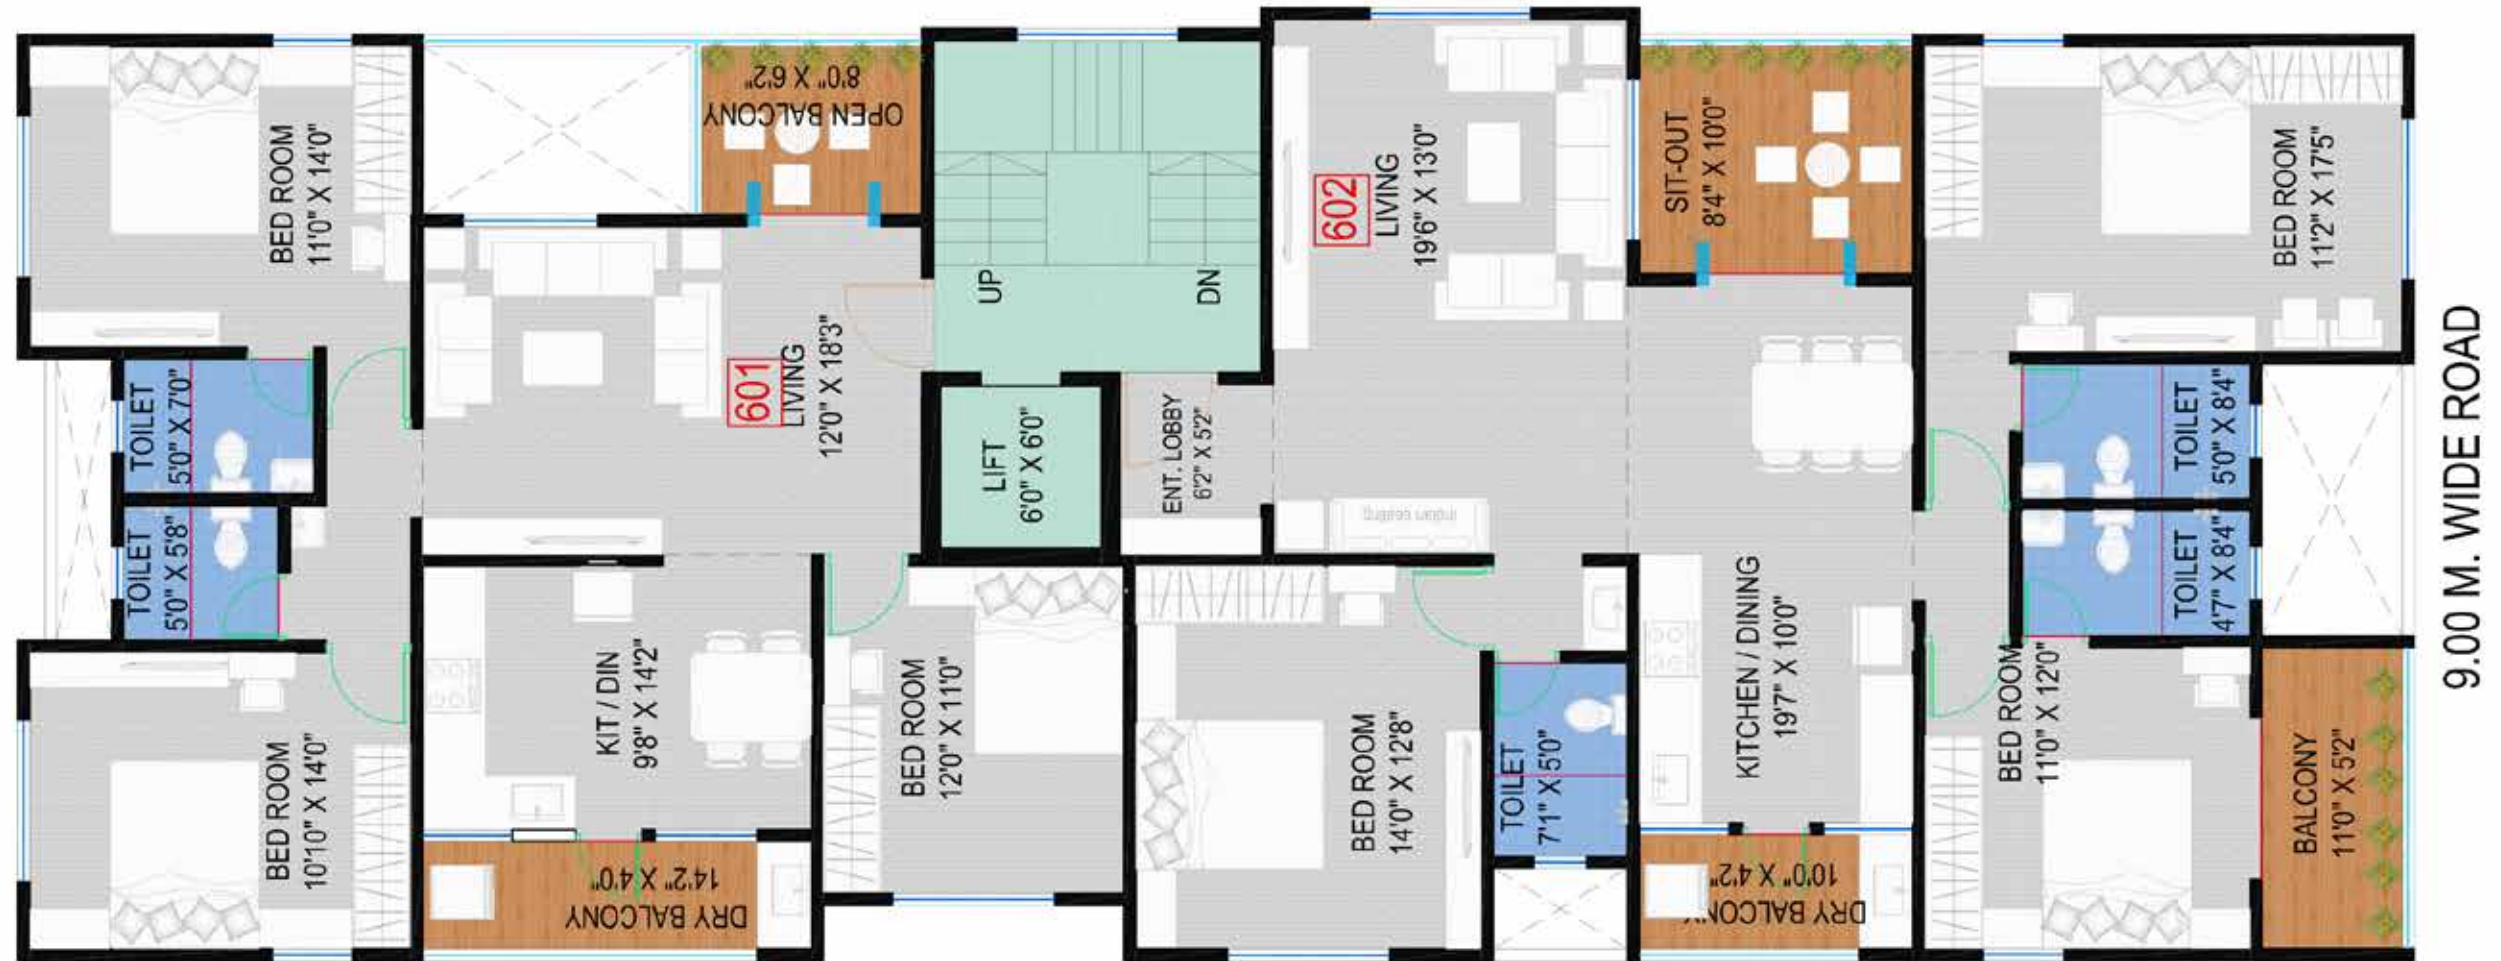 BED ROOM
11'0" X 14'0"
OPEN BALCONY
8'0" X 6'2"
UP
DN
602
LIVING
19'6" X 13'0"
SIT-OUT
8'4" X 10'0"
BED ROOM
11'2" X 17'5"
TOILET
5'0" X 7'0"
601
LIVING
12'0" X 18'3"
LIFT
6'0" X 6'0"
ENT. LOBBY
6'2" X 5'2"
Indian seating
TOILET
5'0" X 8'4"
TOILET
5'0" X 5'8"
TOILET
4'7" X 8'4"
BED ROOM
10'10" X 14'0"
KIT / DIN
9'8" X 14'2"
BED ROOM
12'0" X 11'0"
BED ROOM
14'0" X 12'8"
TOILET
7'1" X 5'0"
KITCHEN / DINING
19'7" X 10'0"
BED ROOM
11'0" X 12'0"
BALCONY
11'0" X 5'2"
DRY BALCONY
14'2" X 4'0"
DRY BALCONY
10'0" X 4'2"
9.00 M. WIDE ROAD